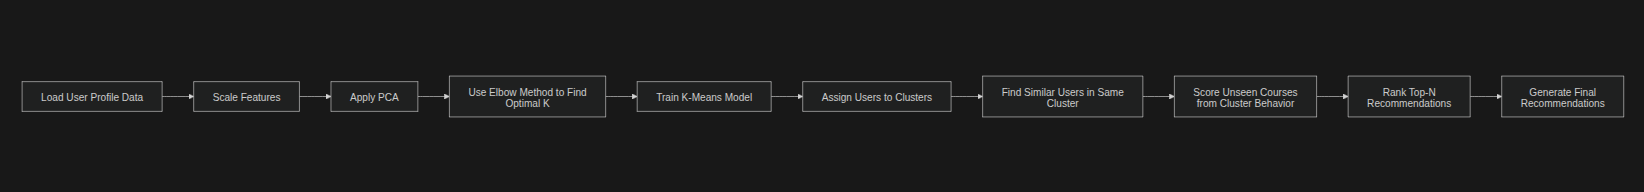 Load User Profile Data
Scale Features
Apply PCA
Use Elbow Method to Find
Optimal K
Train K-Means Model
Assign Users to Clusters
Find Similar Users in Same
Cluster
Score Unseen Courses
from Cluster Behavior
Rank Top-N
Recommendations
Generate Final
Recommendations